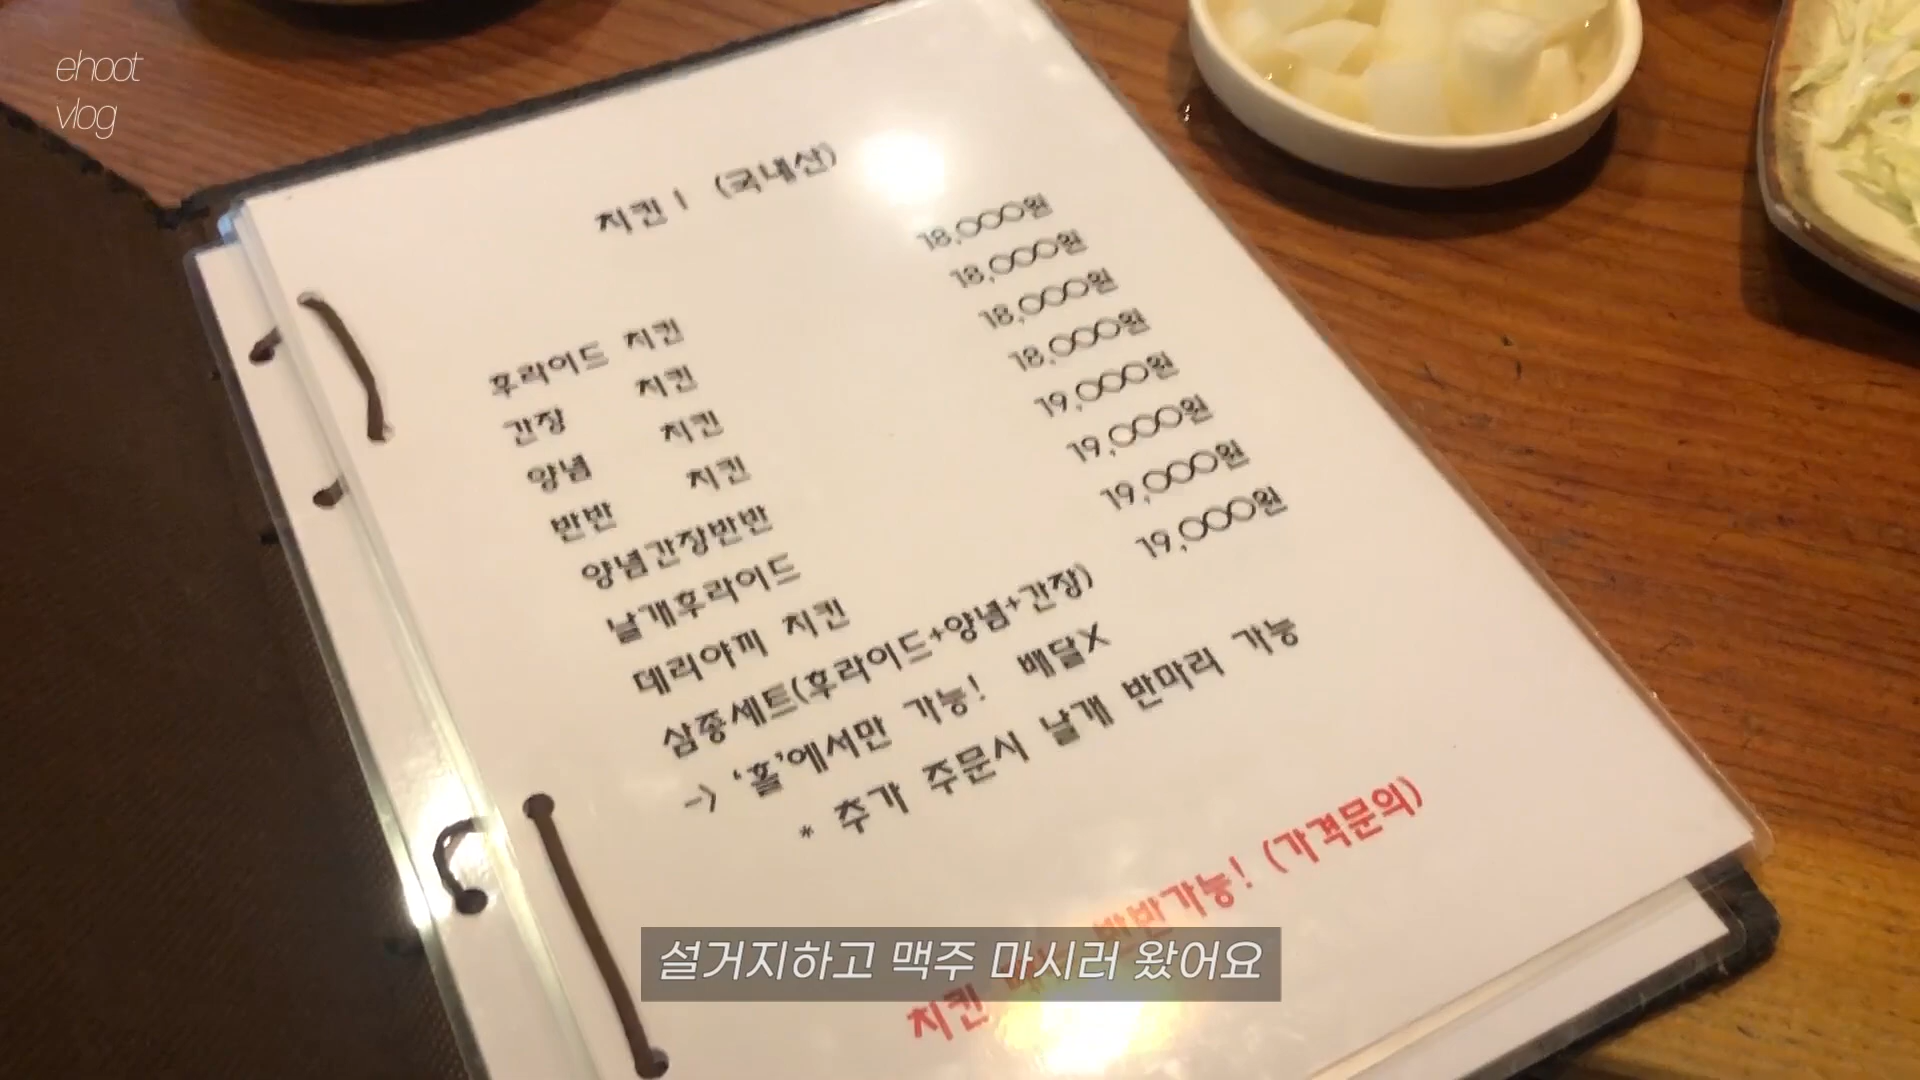 ehoot
vlog
치킨 1 (국내산)
후라이드 치킨 18,000원
간장 치킨 18,000원
양념 치킨 18,000원
반반 치킨 18,000원
양념간장반반 19,000원
날개후라이드 19,000원
데리야끼 치킨 19,000원
삼종세트(후라이드+양념+간장) 19,000원
-> '홀'에서만 가능! 배달X
* 추가 주문시 날개 반마리 가능
치킨 반반가능! (가격문의)
설거지하고 맥주 마시러 왔어요